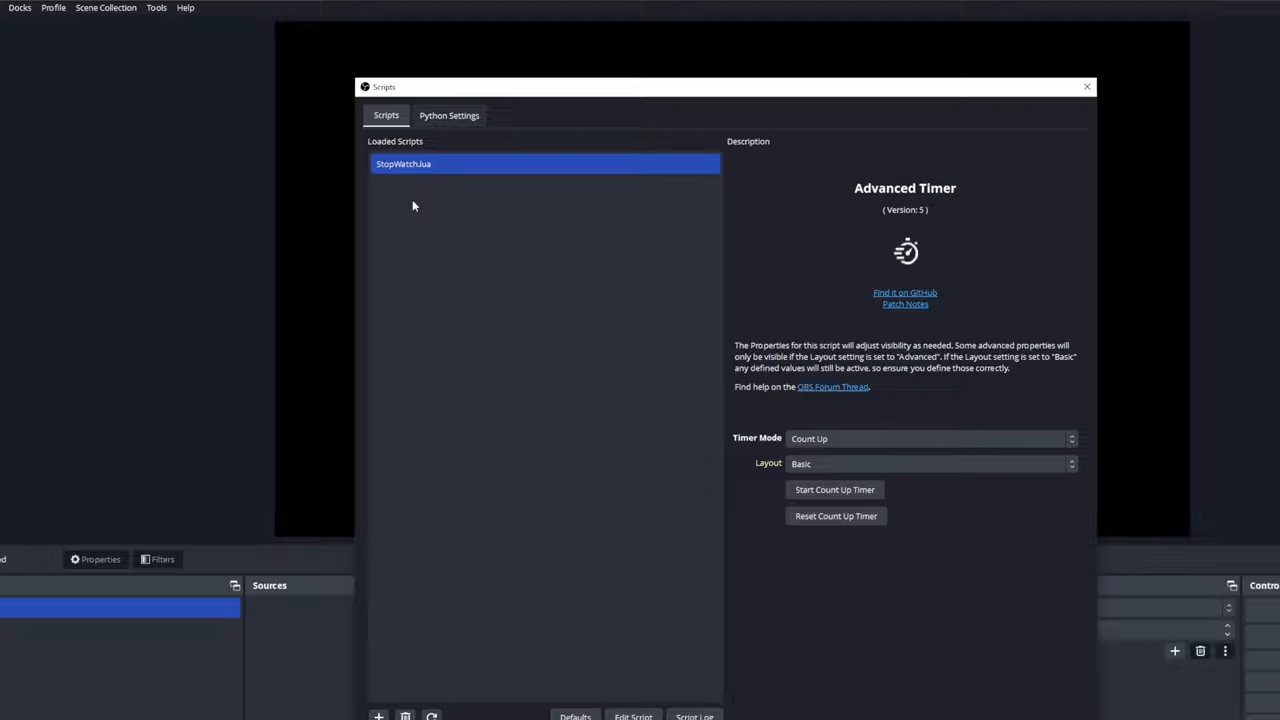 Docks Profile Scene Collection Tools Help
Scripts
Scripts Python Settings
Loaded Scripts
StopWatch.lua
Description
Advanced Timer
( Version: 5 )
Find it on GitHub
Patch Notes
The Properties for this script will adjust visibility as needed. Some advanced properties will
only be visible if the Layout setting is set to "Advanced". If the Layout setting is set to "Basic"
any defined values will still be active, so ensure you define those correctly.
Find help on the OBS Forum Thread.
Timer Mode Count Up
Layout Basic
Start Count Up Timer
Reset Count Up Timer
ed Properties Filters
Sources
Contro
Defaults Edit Script Script Log